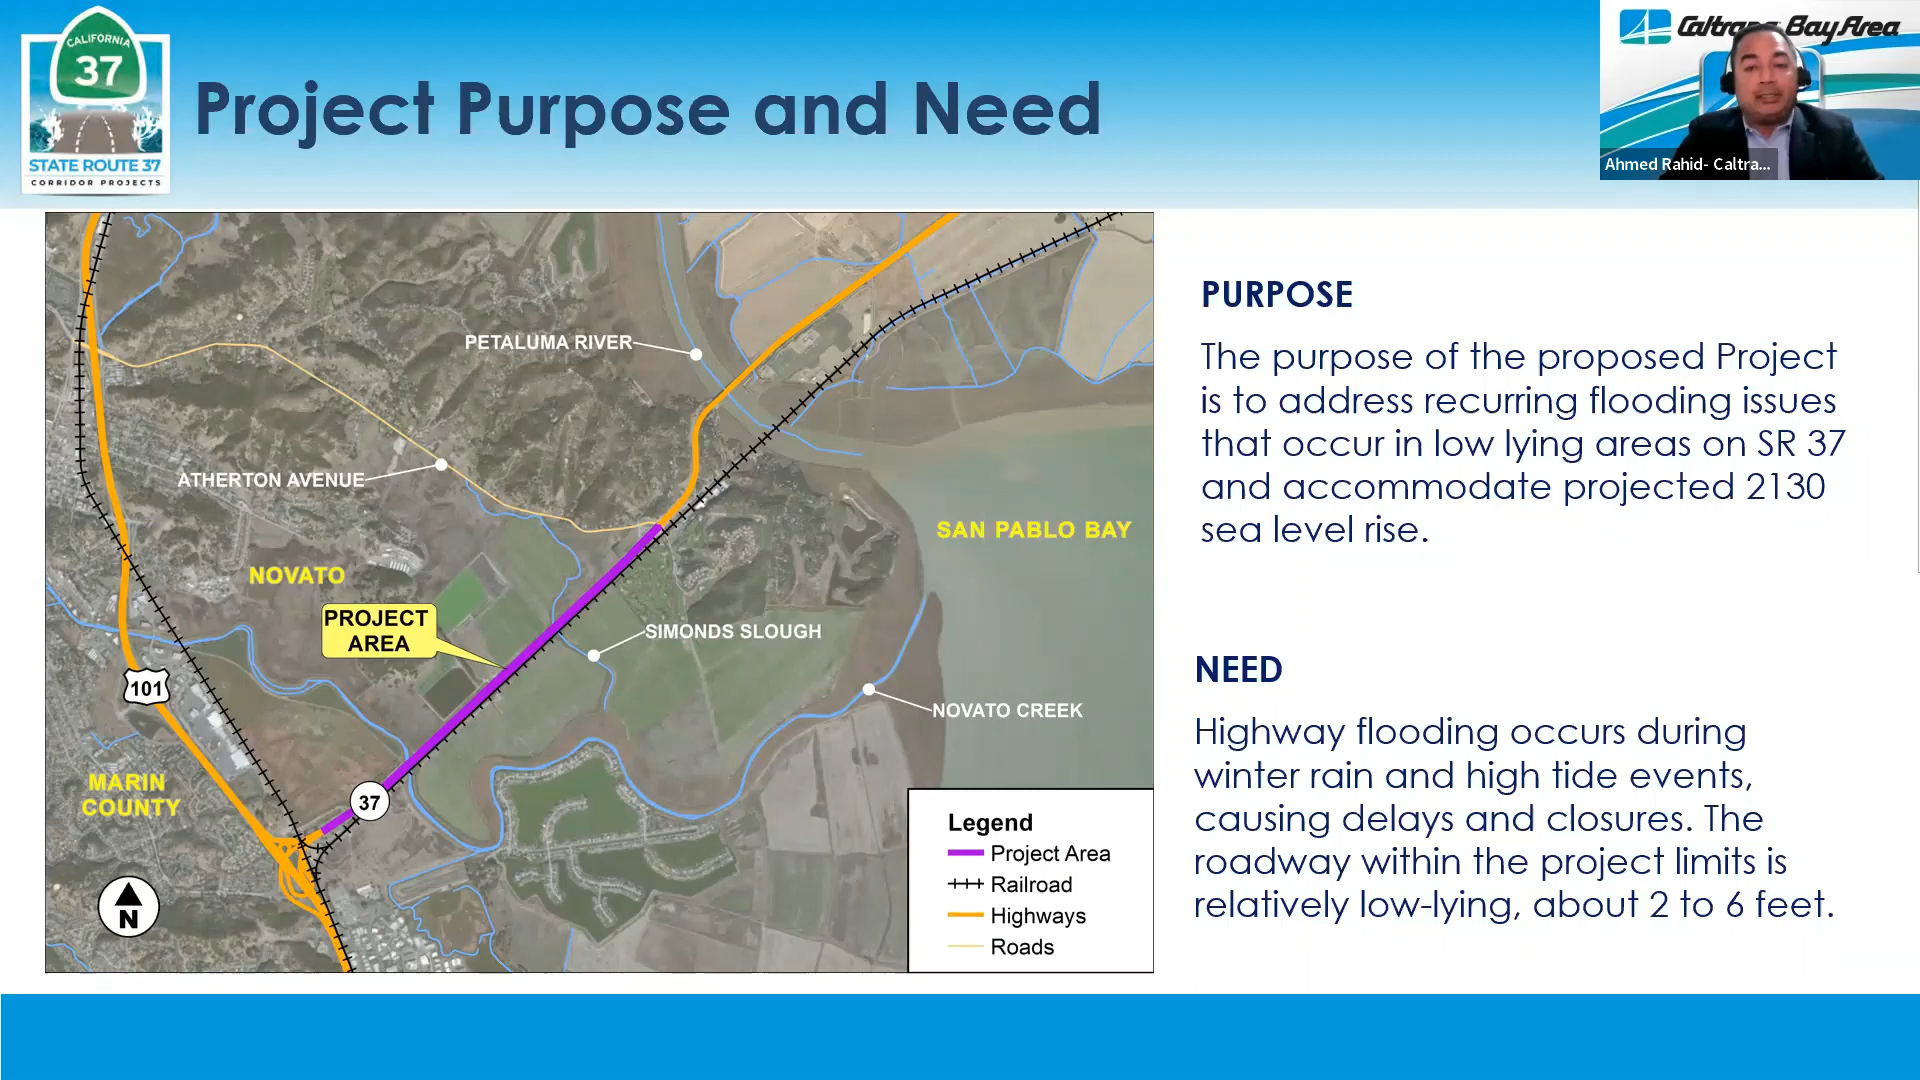 CALIFORNIA
37
STATE ROUTE 37
CORRIDOR PROJECTS
Project Purpose and Need
Caltrans Bay Area
Ahmed Rahid- Caltra...
PETALUMA RIVER
ATHERTON AVENUE
SAN PABLO BAY
NOVATO
PROJECT
AREA
SIMONDS SLOUGH
101
NOVATO CREEK
MARIN
COUNTY
37
N
Legend
Project Area
Railroad
Highways
Roads
PURPOSE
The purpose of the proposed Project
is to address recurring flooding issues
that occur in low lying areas on SR 37
and accommodate projected 2130
sea level rise.
NEED
Highway flooding occurs during
winter rain and high tide events,
causing delays and closures. The
roadway within the project limits is
relatively low-lying, about 2 to 6 feet.